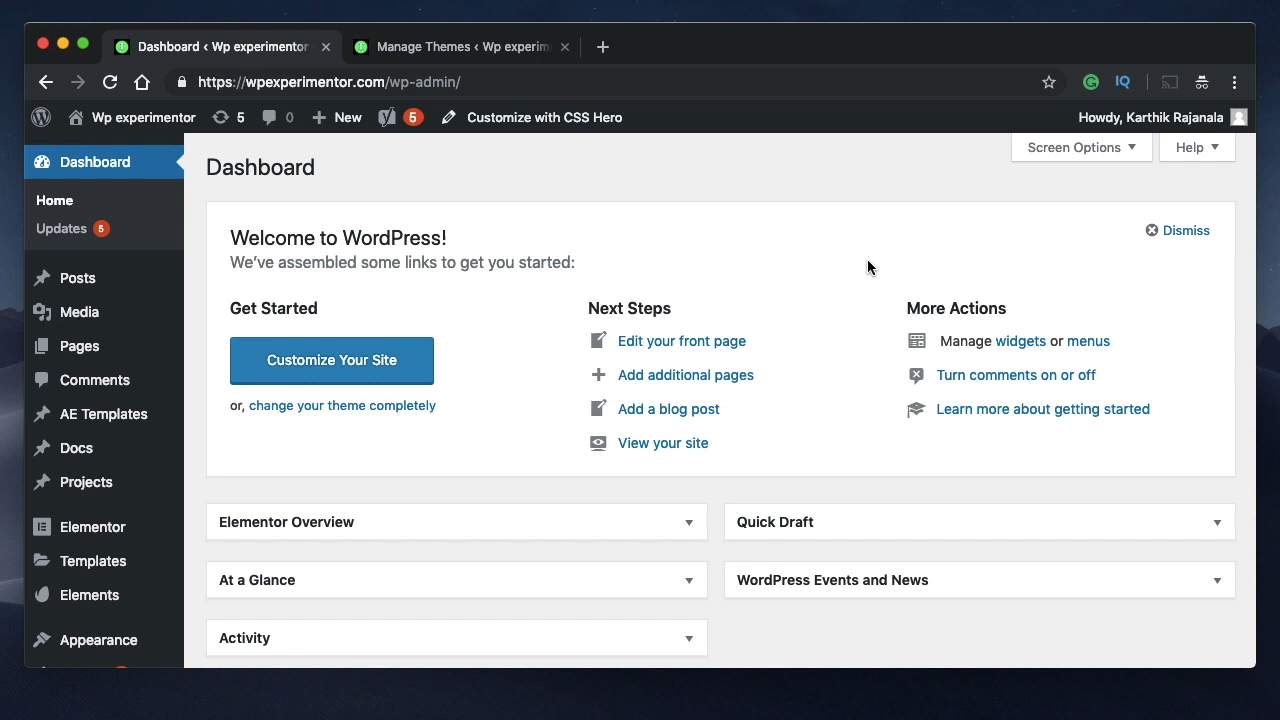 Dashboard ‹ Wp experimentor
Manage Themes ‹ Wp experim
https://wpexperimentor.com/wp-admin/
IQ
Wp experimentor 5 0 New 5 Customize with CSS Hero
Howdy, Karthik Rajanala
Dashboard
Home
Updates 5
Posts
Media
Pages
Comments
AE Templates
Docs
Projects
Elementor
Templates
Elements
Appearance
Screen Options
Help
Dashboard
Welcome to WordPress!
We've assembled some links to get you started:
Dismiss
Get Started
Customize Your Site
or, change your theme completely
Next Steps
Edit your front page
Add additional pages
Add a blog post
View your site
More Actions
Manage widgets or menus
Turn comments on or off
Learn more about getting started
Elementor Overview
Quick Draft
At a Glance
WordPress Events and News
Activity